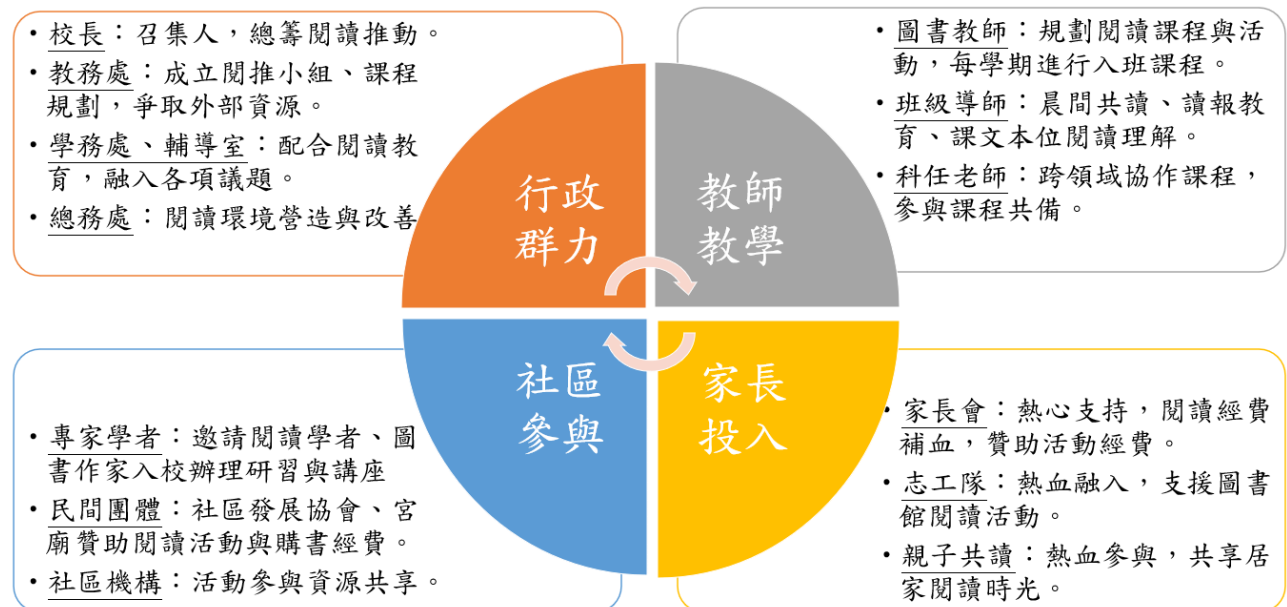 • 校長：召集人，總籌閱讀推動。
• 教務處：成立閱推小組、課程
規劃，爭取外部資源。
• 學務處、輔導室：配合閱讀教
育，融入各項議題。
• 總務處：閱讀環境營造與改善
行政
群力
• 圖書教師：規劃閱讀課程與活
動，每學期進行入班課程。
• 班級導師：晨間共讀、讀報教
育、課文本位閱讀理解。
• 科任老師：跨領域協作課程，
參與課程共備。
教師
教學
• 專家學者：邀請閱讀學者、圖
書作家入校辦理研習與講座
• 民間團體：社區發展協會、宮
廟贊助閱讀活動與購書經費。
• 社區機構：活動參與資源共享。
社區
參與
• 家長會：熱心支持，閱讀經費
補血，贊助活動經費。
• 志工隊：熱血融入，支援圖書
館閱讀活動。
• 親子共讀：熱血參與，共享居
家閱讀時光。
家長
投入